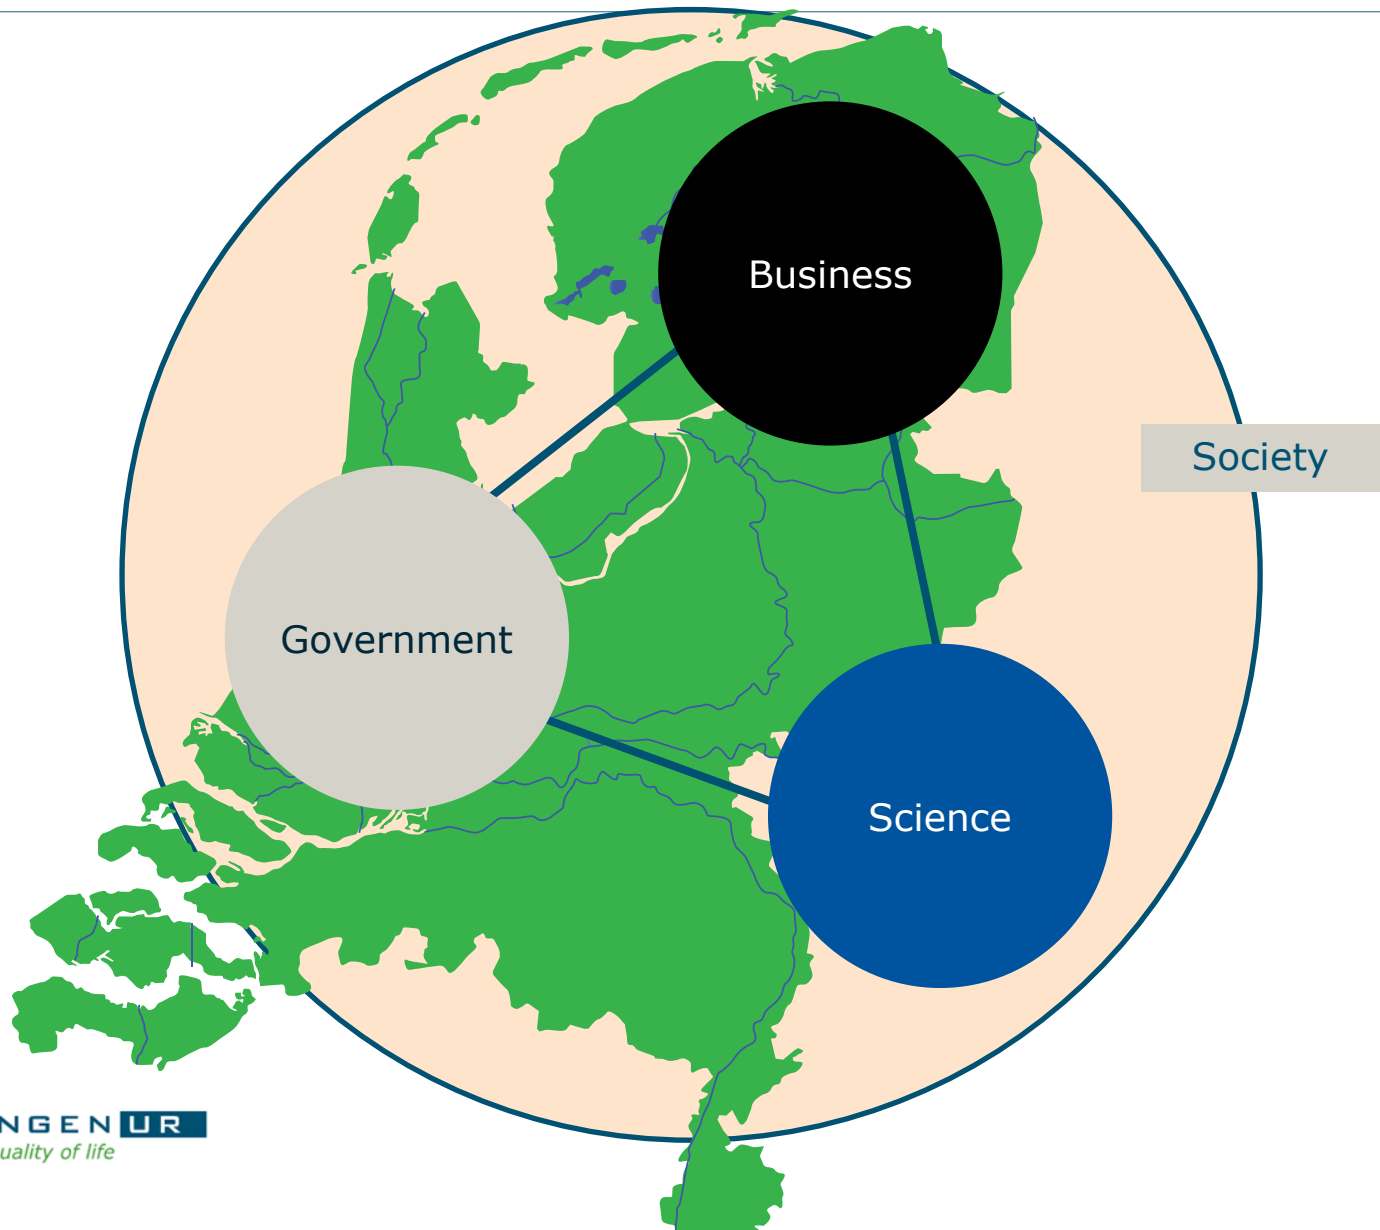 Business
Society
Government
Science
NGEN UR
uality of life